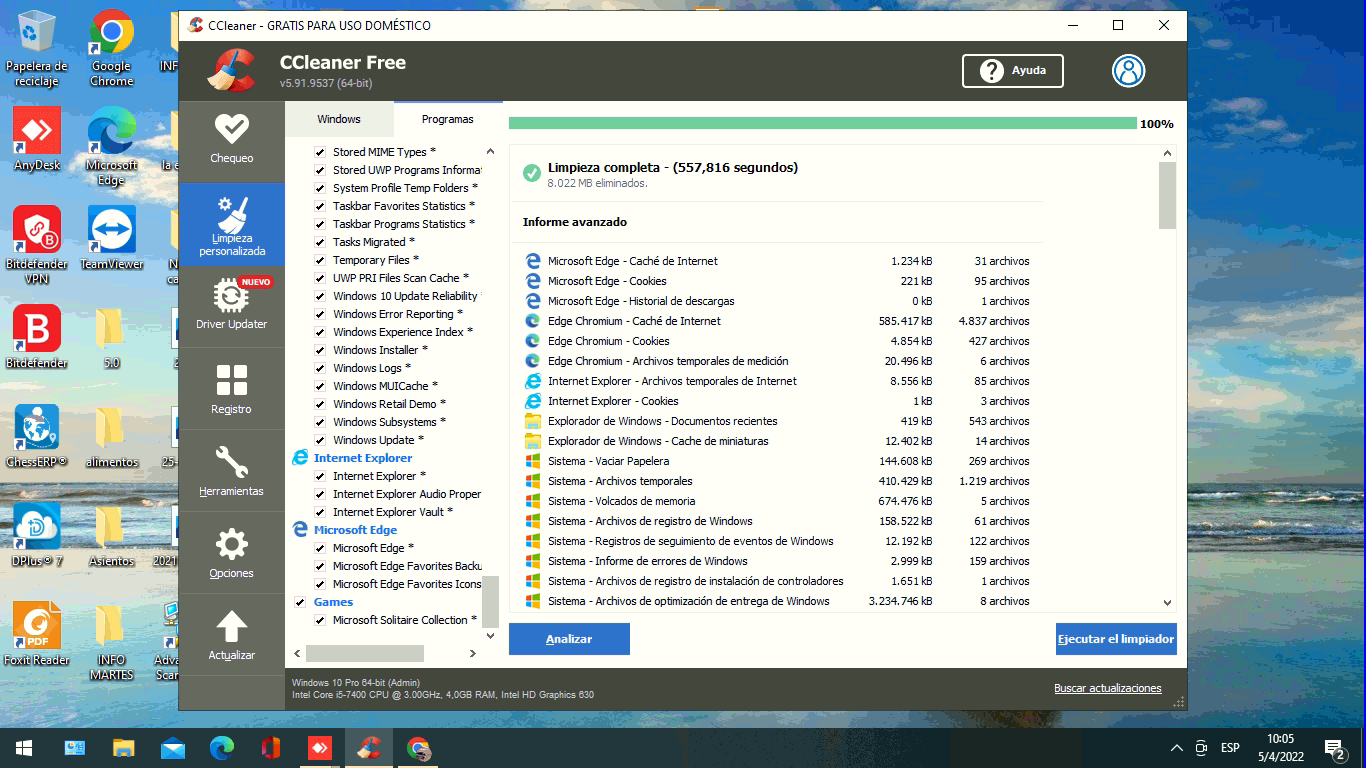 CCleaner - GRATIS PARA USO DOMÉSTICO
CCleaner Free
v5.91.9537 (64-bit)
Ayuda
Papelera de
reciclaje
Google
Chrome
AnyDesk
Microsoft
Edge
Bitdefender
VPN
TeamViewer
Bitdefender
5.0
ChessERP®
alimentos
DPlus® 7
Asientos
Foxit Reader
INFO
MARTES
Chequeo
Limpieza
personalizada
NUEVO
Driver Updater
Registro
Herramientas
Opciones
Actualizar
Windows
Programas
Stored MIME Types *
Stored UWP Programs Informat
System Profile Temp Folders *
Taskbar Favorites Statistics *
Taskbar Programs Statistics *
Tasks Migrated *
Temporary Files *
UWP PRI Files Scan Cache *
Windows 10 Update Reliability
Windows Error Reporting *
Windows Experience Index *
Windows Installer *
Windows Logs *
Windows MUICache *
Windows Retail Demo *
Windows Subsystems *
Windows Update *
Internet Explorer
Internet Explorer *
Internet Explorer Audio Proper
Internet Explorer Vault *
Microsoft Edge
Microsoft Edge *
Microsoft Edge Favorites Backu
Microsoft Edge Favorites Icons
Games
Microsoft Solitaire Collection *
100%
Limpieza completa - (557,816 segundos)
8.022 MB eliminados.
Informe avanzado
Microsoft Edge - Caché de Internet 1.234 kB 31 archivos
Microsoft Edge - Cookies 221 kB 95 archivos
Microsoft Edge - Historial de descargas 0 kB 1 archivos
Edge Chromium - Caché de Internet 585.417 kB 4.837 archivos
Edge Chromium - Cookies 4.854 kB 427 archivos
Edge Chromium - Archivos temporales de medición 20.496 kB 6 archivos
Internet Explorer - Archivos temporales de Internet 8.556 kB 85 archivos
Internet Explorer - Cookies 1 kB 3 archivos
Explorador de Windows - Documentos recientes 419 kB 543 archivos
Explorador de Windows - Cache de miniaturas 12.402 kB 14 archivos
Sistema - Vaciar Papelera 144.608 kB 269 archivos
Sistema - Archivos temporales 410.429 kB 1.219 archivos
Sistema - Volcados de memoria 674.476 kB 5 archivos
Sistema - Archivos de registro de Windows 158.522 kB 61 archivos
Sistema - Registros de seguimiento de eventos de Windows 12.192 kB 122 archivos
Sistema - Informe de errores de Windows 2.999 kB 159 archivos
Sistema - Archivos de registro de instalación de controladores 1.651 kB 1 archivos
Sistema - Archivos de optimización de entrega de Windows 3.234.746 kB 8 archivos
Analizar
Ejecutar el limpiador
Windows 10 Pro 64-bit (Admin)
Intel Core i5-7400 CPU @ 3.00GHz, 4,0GB RAM, Intel HD Graphics 630
Buscar actualizaciones
ESP
10:05
5/4/2022
2